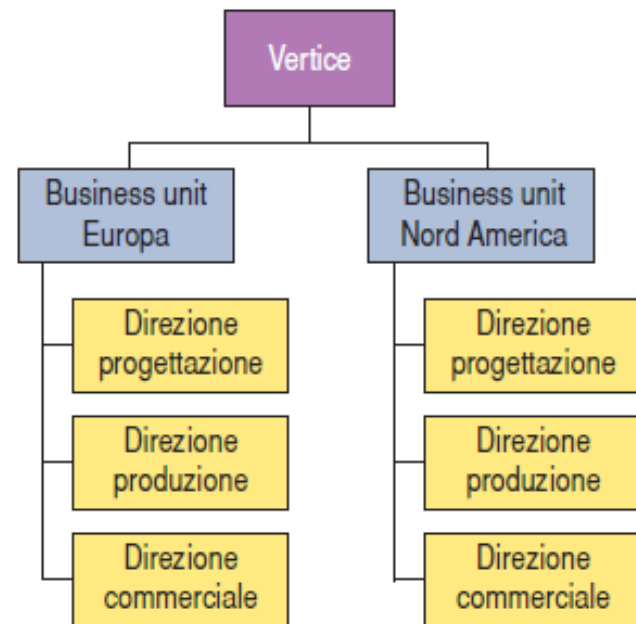 Vertice
Business unit
Europa
Business unit
Nord America
Direzione
progettazione
Direzione
produzione
Direzione
commerciale
Direzione
progettazione
Direzione
produzione
Direzione
commerciale